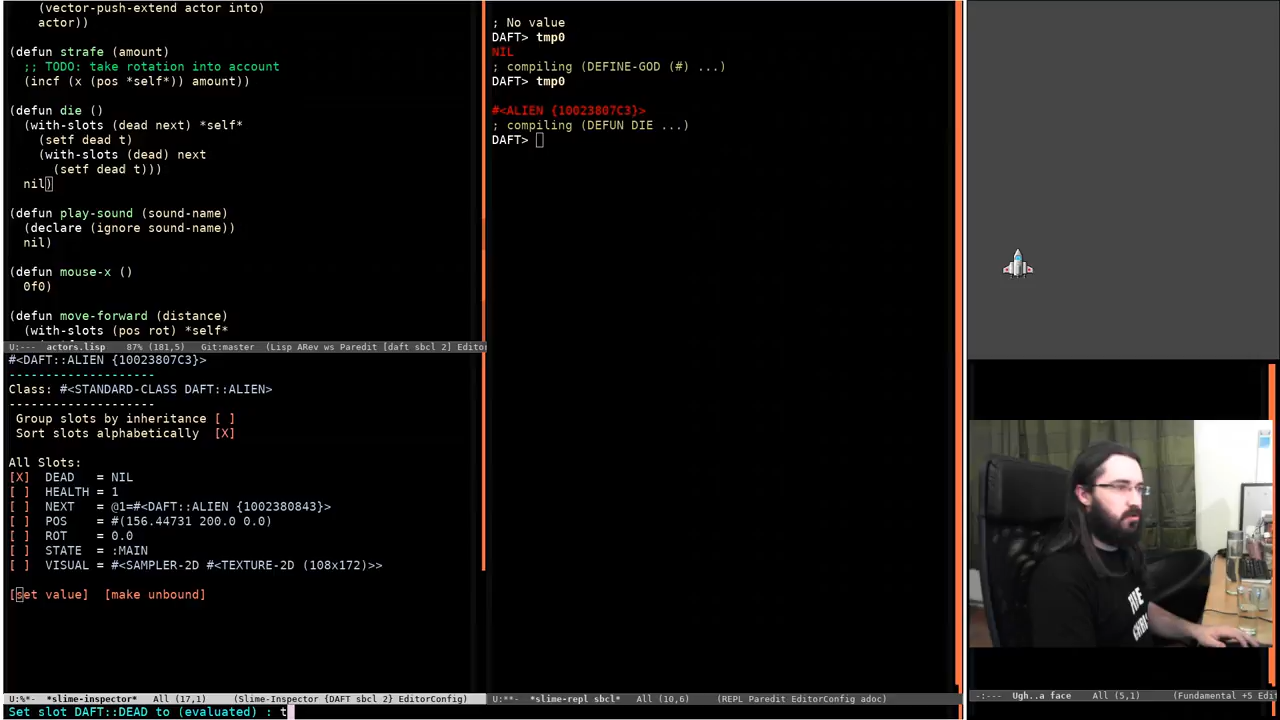 (vector-push-extend actor into)
actor))
(defun strafe (amount)
;; TODO: take rotation into account
(incf (x (pos *self*)) amount))
(defun die ()
(with-slots (dead next) *self*
(setf dead t)
(with-slots (dead) next
(setf dead t)))
nil)
(defun play-sound (sound-name)
(declare (ignore sound-name))
nil)
(defun mouse-x ()
0f0)
(defun move-forward (distance)
(with-slots (pos rot) *self*
U:--- actors.lisp 87% (181,5) Git:master (Lisp ARev ws Paredit [daft sbcl 2] Editor
#<DAFT::ALIEN {10023807C3}>
--------------------
Class: #<STANDARD-CLASS DAFT::ALIEN>
--------------------
Group slots by inheritance [ ]
Sort slots alphabetically [X]
All Slots:
[X] DEAD = NIL
[ ] HEALTH = 1
[ ] NEXT = @1=#<DAFT::ALIEN {1002380843}>
[ ] POS = #(156.44731 200.0 0.0)
[ ] ROT = 0.0
[ ] STATE = :MAIN
[ ] VISUAL = #<SAMPLER-2D #<TEXTURE-2D (108x172)>>
[set value] [make unbound]
U:%*- *slime-inspector* All (17,1) (Slime-Inspector {DAFT sbcl 2} EditorConfig)
Set slot DAFT::DEAD to (evaluated) : t
; No value
DAFT> tmp0
NIL
; compiling (DEFINE-GOD (#) ...)
DAFT> tmp0
#<ALIEN {10023807C3}>
; compiling (DEFUN DIE ...)
DAFT>
U:**- *slime-repl sbcl* All (10,6) (REPL Paredit EditorConfig adoc)
THE
-:--- Ugh..a face All (5,1) (Fundamental +5 Edi